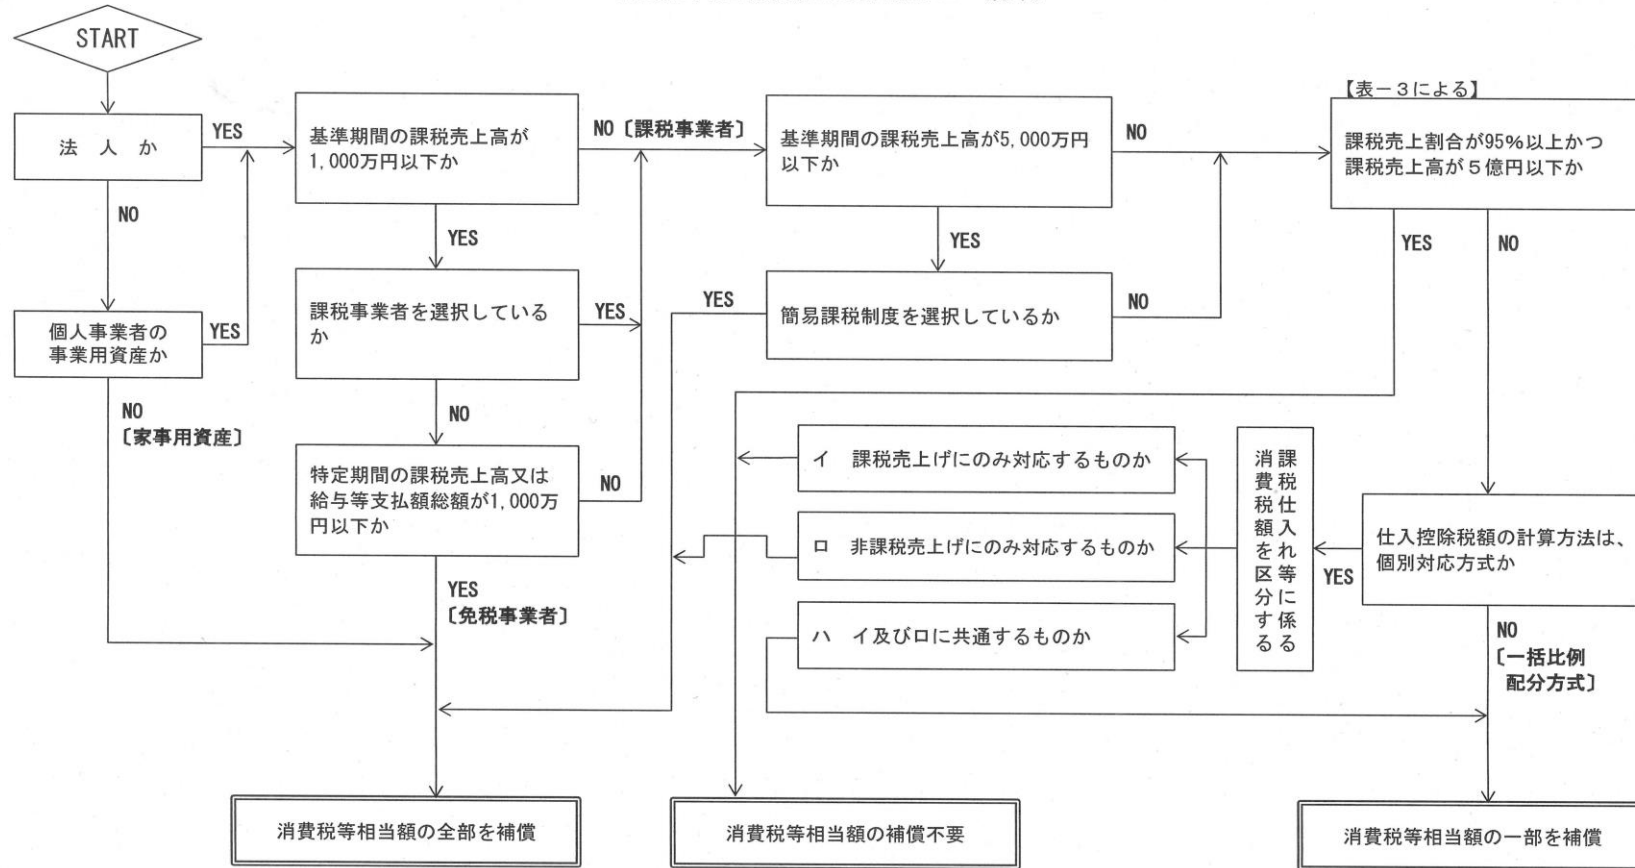 START
法　人　か
YES
NO
個人事業者の
事業用資産か
YES
NO
〔家事用資産〕
基準期間の課税売上高が
1,000万円以下か
NO〔課税事業者〕
YES
課税事業者を選択している
か
YES
NO
特定期間の課税売上高又は
給与等支払額総額が1,000万
円以下か
NO
YES
〔免税事業者〕
基準期間の課税売上高が5,000万円
以下か
NO
YES
簡易課税制度を選択しているか
YES
NO
【表－3による】
課税売上割合が95%以上かつ
課税売上高が５億円以下か
YES
NO
仕入控除税額の計算方法は、
個別対応方式か
YES
NO
〔一括比例
配分方式〕
課税仕入れ等に係る
消費税額を区分する
イ　課税売上げにのみ対応するものか
ロ　非課税売上げにのみ対応するものか
ハ　イ及びロに共通するものか
消費税等相当額の全部を補償
消費税等相当額の補償不要
消費税等相当額の一部を補償